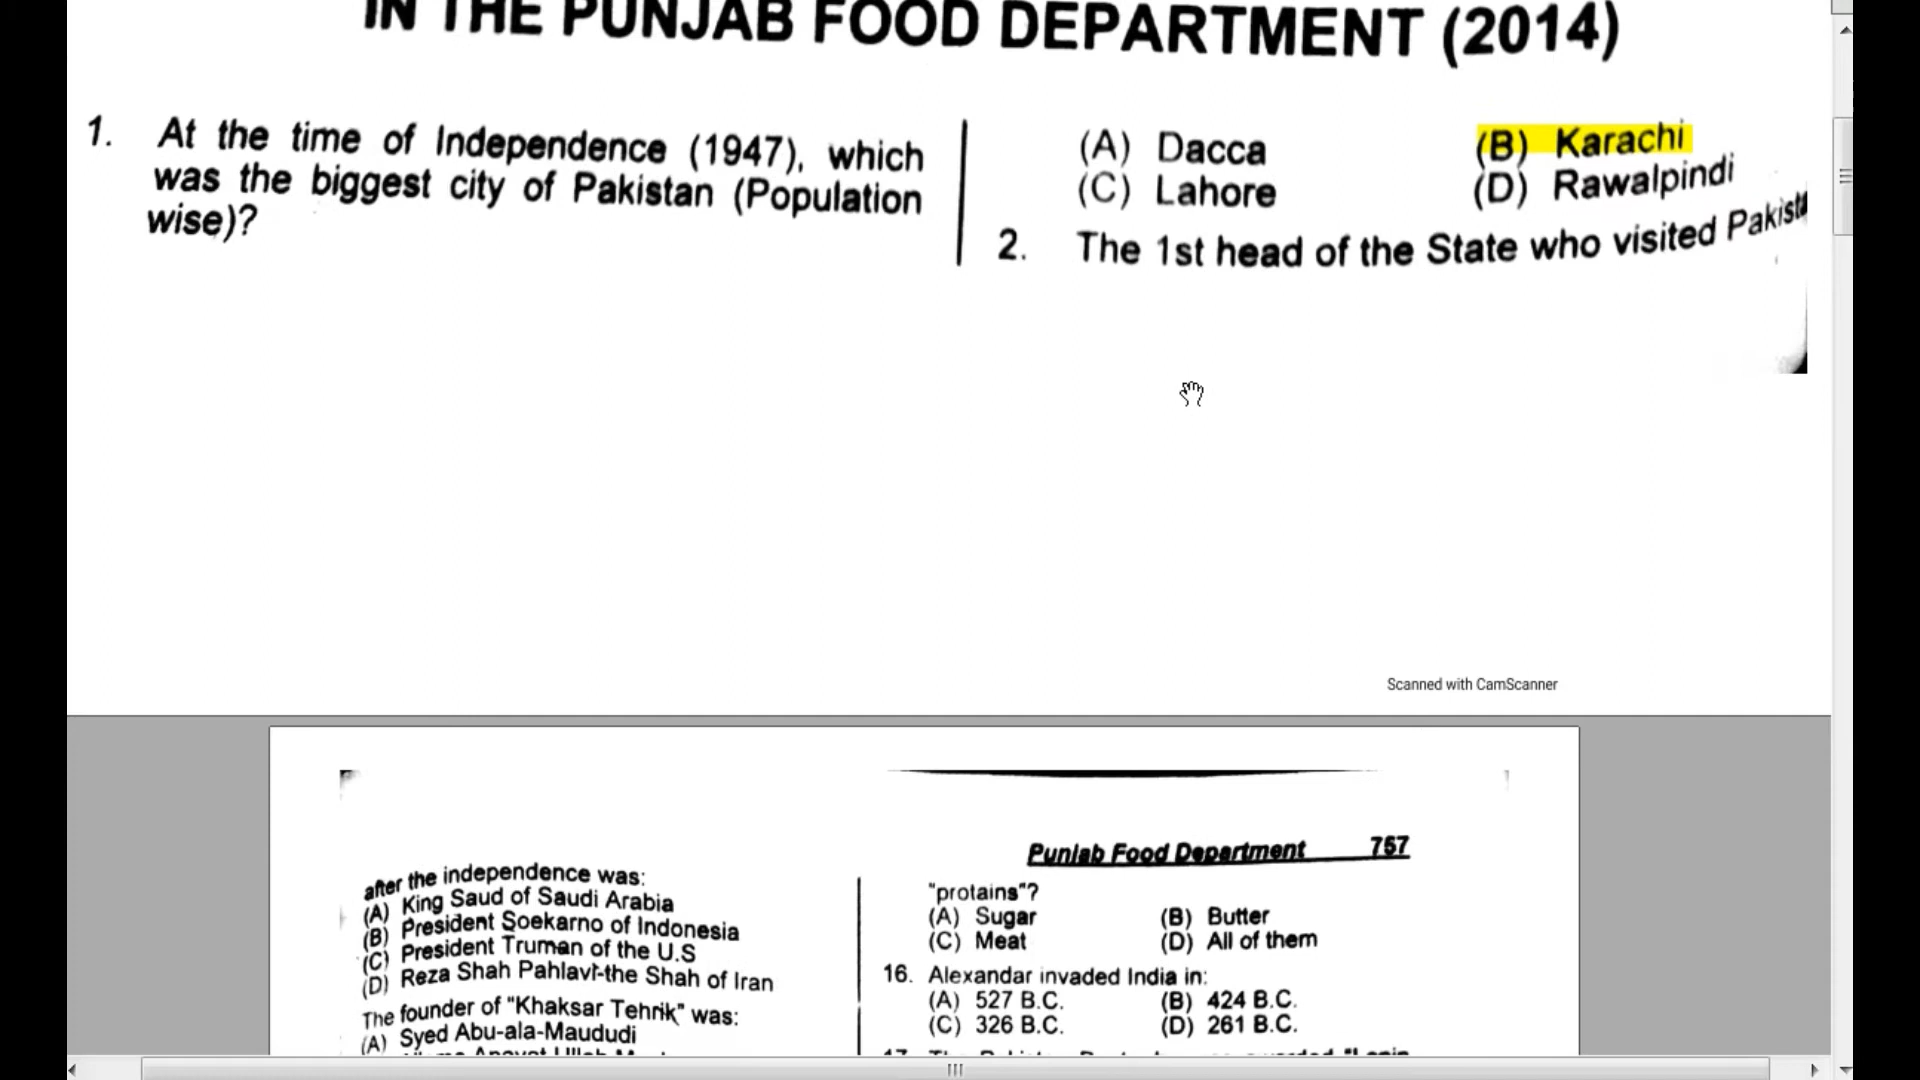 IN THE PUNJAB FOOD DEPARTMENT (2014)
1. At the time of Independence (1947), which
was the biggest city of Pakistan (Population
wise)?
(A) Dacca (B) Karachi
(C) Lahore (D) Rawalpindi
2. The 1st head of the State who visited Pakista
Scanned with CamScanner
Punjab Food Department 757
after the independence was:
(A) King Saud of Saudi Arabia
(B) President Soekarno of Indonesia
(C) President Truman of the U.S
(D) Reza Shah Pahlavi-the Shah of Iran
The founder of "Khaksar Tehrik" was:
(A) Syed Abu-ala-Maududi
"protains"?
(A) Sugar (B) Butter
(C) Meat (D) All of them
16. Alexandar invaded India in:
(A) 527 B.C. (B) 424 B.C.
(C) 326 B.C. (D) 261 B.C.